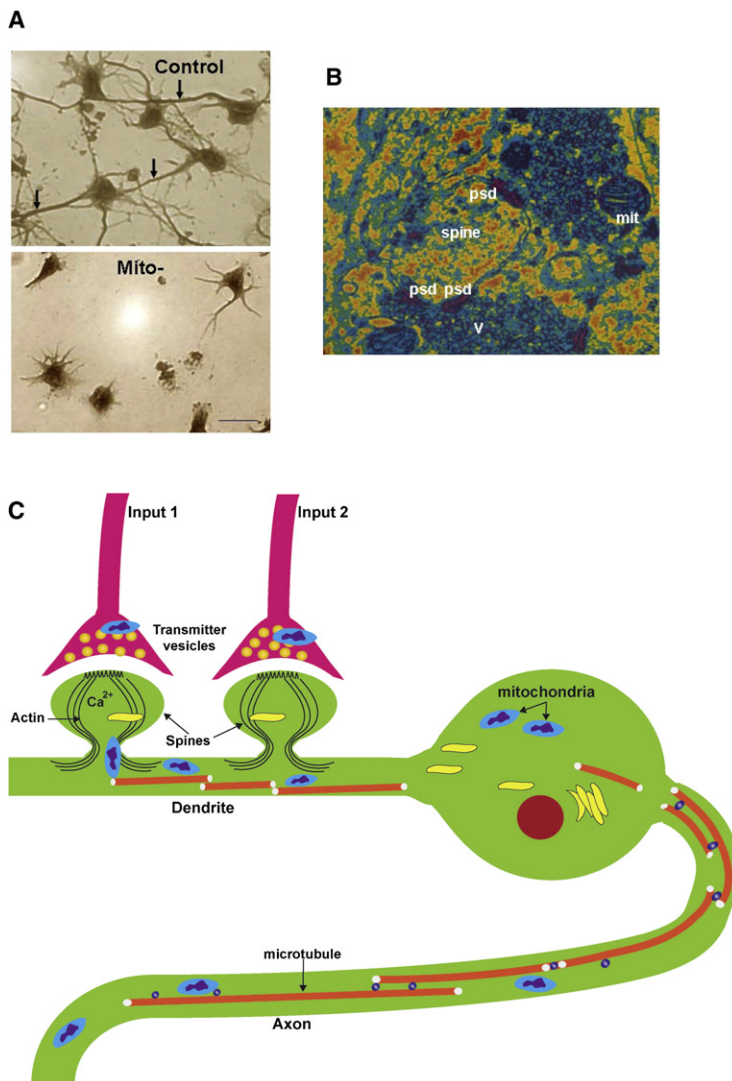 A
Control
Mito-
B
psd
spine
mit
psd psd
V
C
Input 1
Input 2
Transmitter
vesicles
Ca2+
Actin
Spines
mitochondria
Dendrite
microtubule
Axon